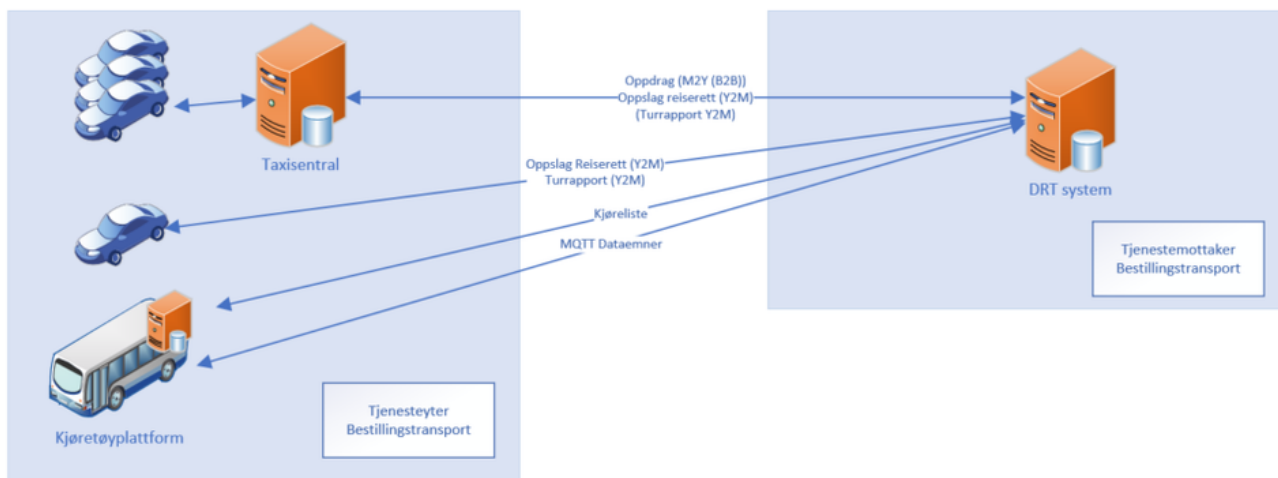 Taxisentral
Oppdrag (M2Y (B2B))
Oppslag reiserett (Y2M)
(Turrapport Y2M)
DRT system
Oppslag Reiserett (Y2M)
Turrapport (Y2M)
Kjøreliste
MQTT Dataemner
Tjenestemottaker
Bestillingstransport
Kjøretøyplattform
Tjenesteyter
Bestillingstransport